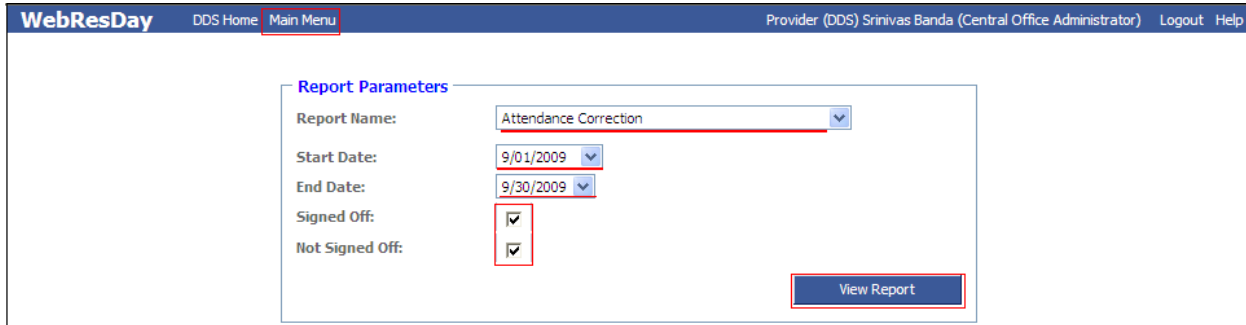 WebResDay DDS Home Main Menu Provider (DDS) Srinivas Banda (Central Office Administrator) Logout Help
Report Parameters
Report Name: Attendance Correction
Start Date: 9/01/2009
End Date: 9/30/2009
Signed Off:
Not Signed Off:
View Report